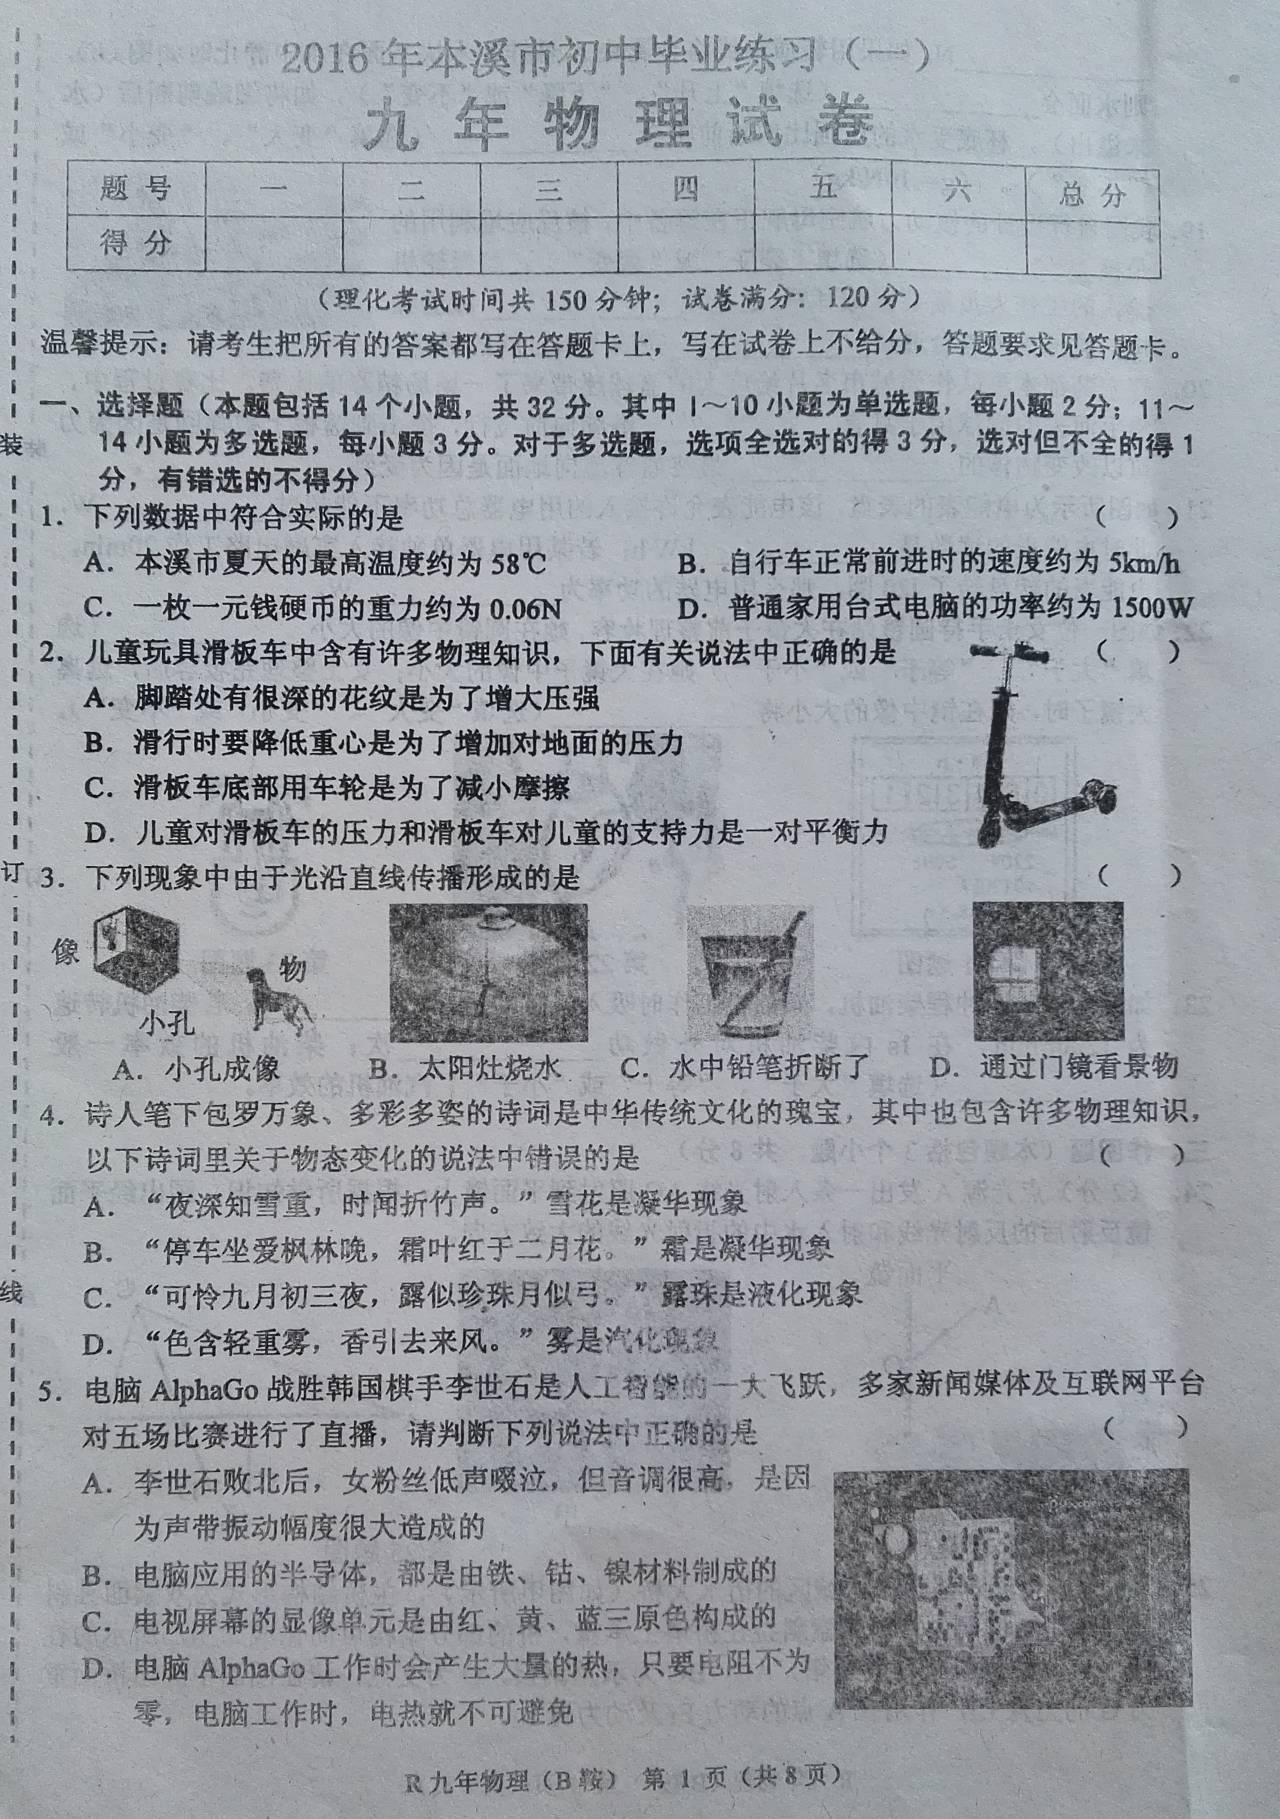 2016年本溪市初中毕业练习（一）
九年物理试卷
题号 一 二 三 四 五 六 总分
得分
（理化考试时间共150分钟；试卷满分：120分）
温馨提示：请考生把所有的答案都写在答题卡上，写在试卷上不给分，答题要求见答题卡。
一、选择题（本题包括14个小题，共32分。其中1～10小题为单选题，每小题2分；11～
14小题为多选题，每小题3分。对于多选题，选项全选对的得3分，选对但不全的得1
分，有错选的不得分）
装
1．下列数据中符合实际的是 （ ）
A．本溪市夏天的最高温度约为58℃ B．自行车正常前进时的速度约为5km/h
C．一枚一元钱硬币的重力约为0.06N D．普通家用台式电脑的功率约为1500W
2．儿童玩具滑板车中含有许多物理知识，下面有关说法中正确的是 （ ）
A．脚踏处有很深的花纹是为了增大压强
B．滑行时要降低重心是为了增加对地面的压力
C．滑板车底部用车轮是为了减小摩擦
D．儿童对滑板车的压力和滑板车对儿童的支持力是一对平衡力
订
3．下列现象中由于光沿直线传播形成的是 （ ）
像
物
小孔
A．小孔成像 B．太阳灶烧水 C．水中铅笔折断了 D．通过门镜看景物
4．诗人笔下包罗万象、多彩多姿的诗词是中华传统文化的瑰宝，其中也包含许多物理知识，
以下诗词里关于物态变化的说法中错误的是 （ ）
A．“夜深知雪重，时闻折竹声。”雪花是凝华现象
B．“停车坐爱枫林晚，霜叶红于二月花。”霜是凝华现象
线
C．“可怜九月初三夜，露似珍珠月似弓。”露珠是液化现象
D．“色含轻重雾，香引去来风。”雾是汽化现象
5．电脑AlphaGo战胜韩国棋手李世石是人工智能的一大飞跃，多家新闻媒体及互联网平台
对五场比赛进行了直播，请判断下列说法中正确的是 （ ）
A．李世石败北后，女粉丝低声啜泣，但音调很高，是因
为声带振动幅度很大造成的
B．电脑应用的半导体，都是由铁、钴、镍材料制成的
C．电视屏幕的显像单元是由红、黄、蓝三原色构成的
D．电脑AlphaGo工作时会产生大量的热，只要电阻不为
零，电脑工作时，电热就不可避免
R九年物理（B鞍） 第 1 页（共8页）